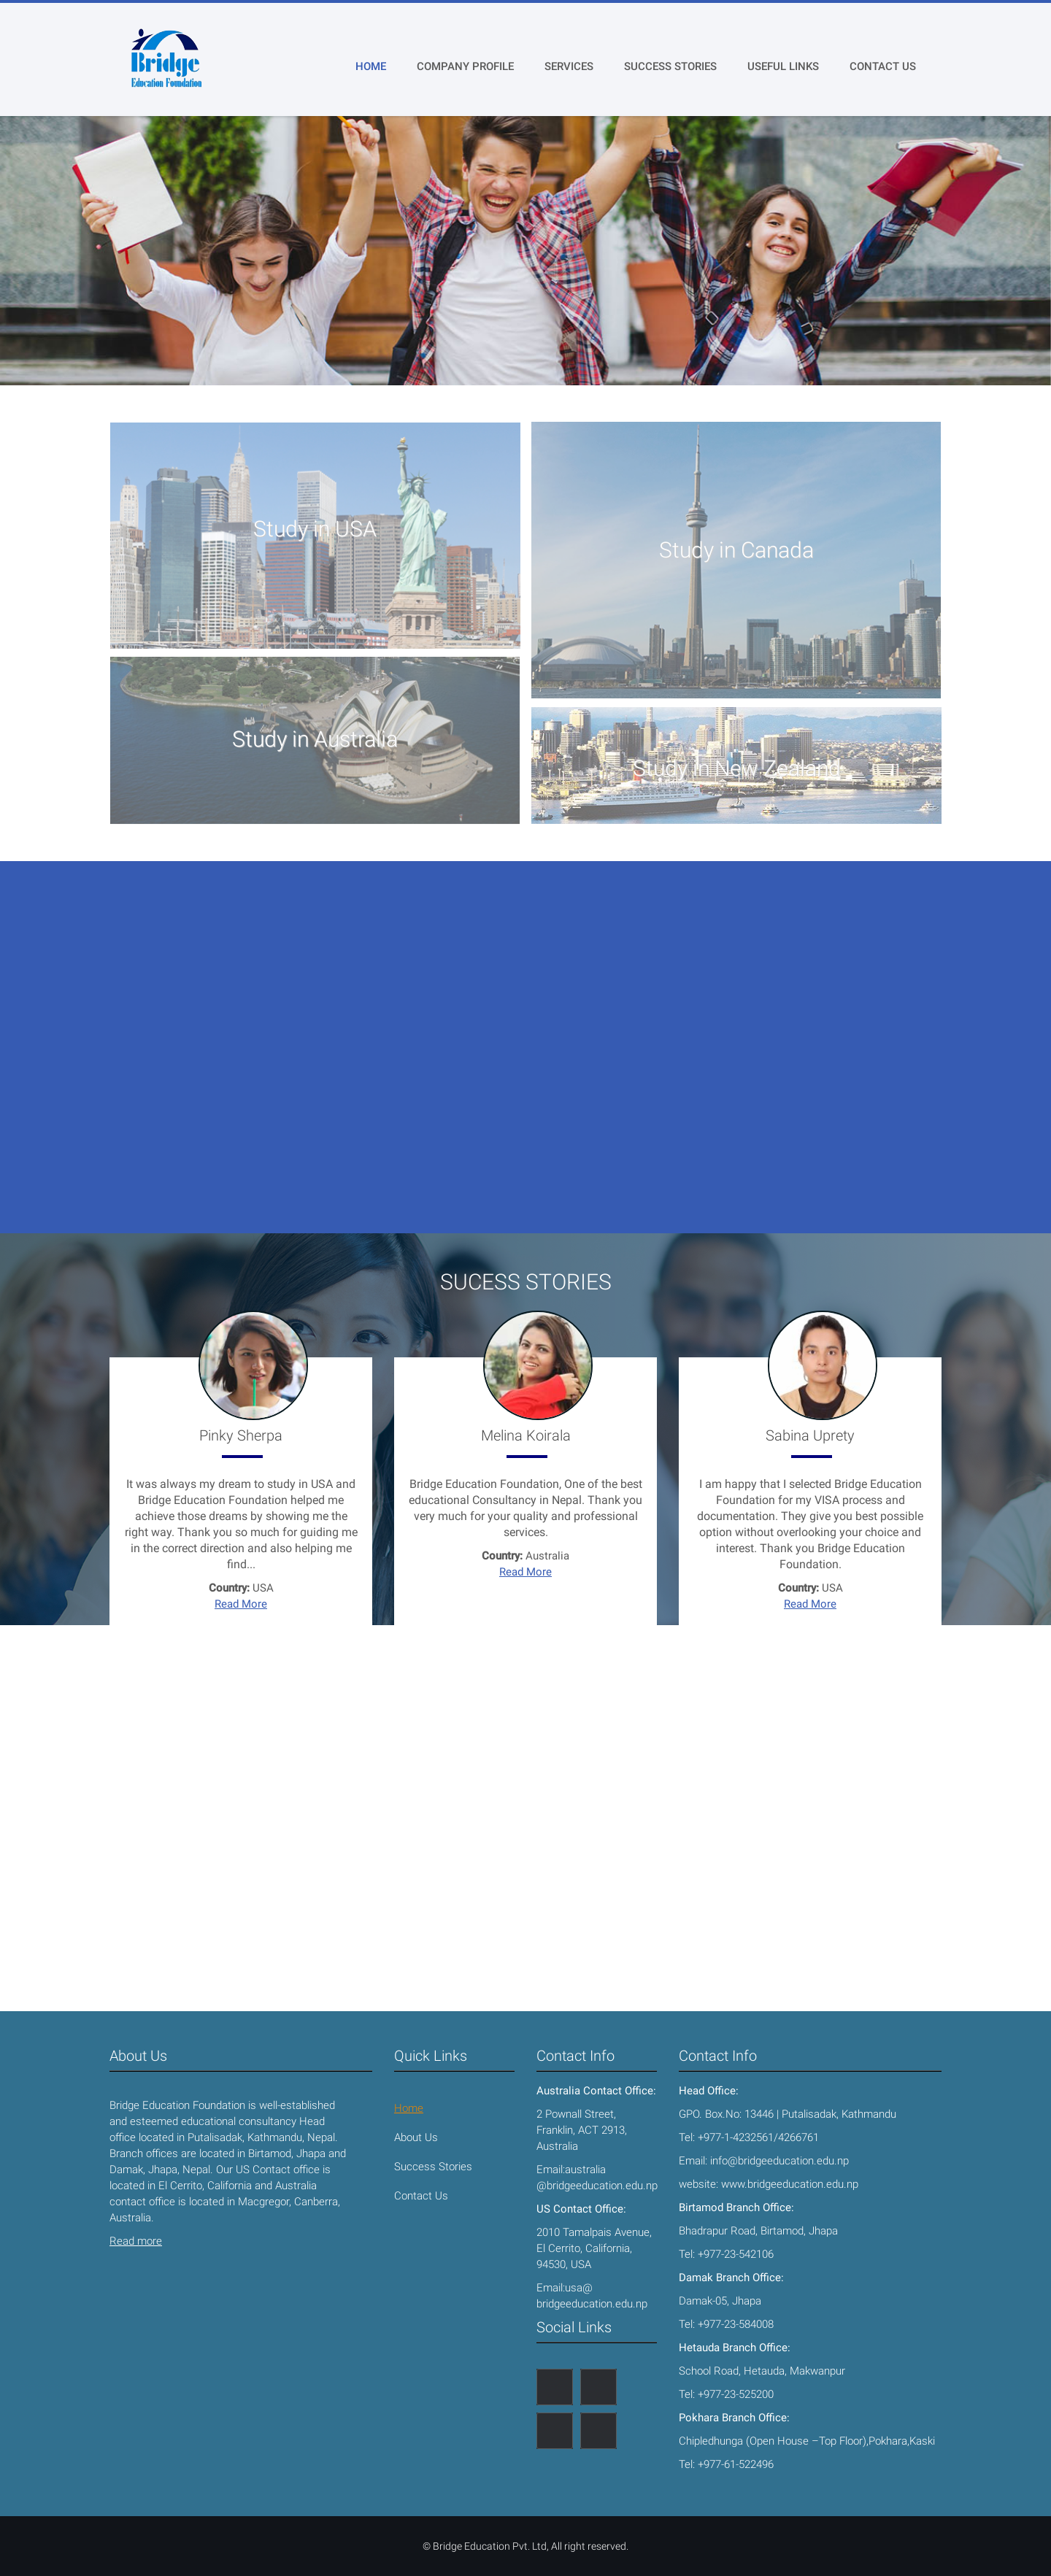 Bridge
Education Foundation
HOME
COMPANY PROFILE
SERVICES
SUCCESS STORIES
USEFUL LINKS
CONTACT US
Study in USA
Study in Canada
Study in Australia
Study in New Zealand
SUCESS STORIES
Pinky Sherpa
It was always my dream to study in USA and
Bridge Education Foundation helped me
achieve those dreams by showing me the
right way. Thank you so much for guiding me
in the correct direction and also helping me
find...
Country: USA
Read More
Melina Koirala
Bridge Education Foundation, One of the best
educational Consultancy in Nepal. Thank you
very much for your quality and professional
services.
Country: Australia
Read More
Sabina Uprety
I am happy that I selected Bridge Education
Foundation for my VISA process and
documentation. They give you best possible
option without overlooking your choice and
interest. Thank you Bridge Education
Foundation.
Country: USA
Read More
About Us
Bridge Education Foundation is well-established
and esteemed educational consultancy Head
office located in Putalisadak, Kathmandu, Nepal.
Branch offices are located in Birtamod, Jhapa and
Damak, Jhapa, Nepal. Our US Contact office is
located in El Cerrito, California and Australia
contact office is located in Macgregor, Canberra,
Australia.
Read more
Quick Links
Home
About Us
Success Stories
Contact Us
Contact Info
Australia Contact Office:
2 Pownall Street,
Franklin, ACT 2913,
Australia
Email:australia
@bridgeeducation.edu.np
US Contact Office:
2010 Tamalpais Avenue,
El Cerrito, California,
94530, USA
Email:usa@
bridgeeducation.edu.np
Social Links
Contact Info
Head Office:
GPO. Box.No: 13446 | Putalisadak, Kathmandu
Tel: +977-1-4232561/4266761
Email: info@bridgeeducation.edu.np
website: www.bridgeeducation.edu.np
Birtamod Branch Office:
Bhadrapur Road, Birtamod, Jhapa
Tel: +977-23-542106
Damak Branch Office:
Damak-05, Jhapa
Tel: +977-23-584008
Hetauda Branch Office:
School Road, Hetauda, Makwanpur
Tel: +977-23-525200
Pokhara Branch Office:
Chipledhunga (Open House –Top Floor),Pokhara,Kaski
Tel: +977-61-522496
© Bridge Education Pvt. Ltd, All right reserved.